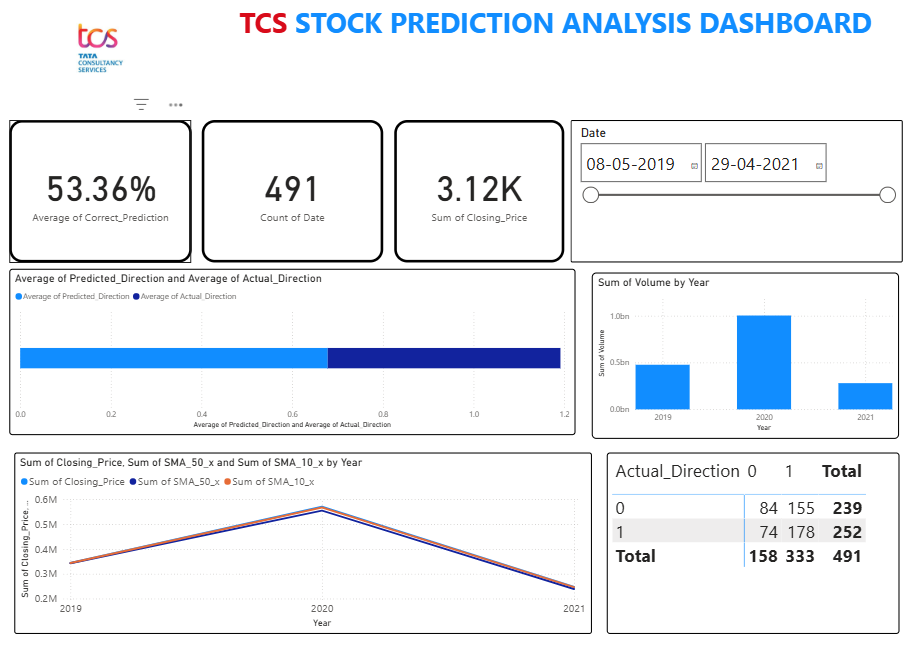 tcs
TATA
CONSULTANCY
SERVICES
TCS STOCK PREDICTION ANALYSIS DASHBOARD
53.36%
Average of Correct_Prediction
491
Count of Date
3.12K
Sum of Closing_Price
Date
08-05-2019 29-04-2021
Average of Predicted_Direction and Average of Actual_Direction
Average of Predicted_Direction Average of Actual_Direction
0.0 0.2 0.4 0.6 0.8 1.0 1.2
Average of Predicted_Direction and Average of Actual_Direction
Sum of Volume by Year
Sum of Volume
1.0bn
0.5bn
0.0bn
2019 2020 2021
Year
Sum of Closing_Price, Sum of SMA_50_x and Sum of SMA_10_x by Year
Sum of Closing_Price Sum of SMA_50_x Sum of SMA_10_x
Sum of Closing_Price, ...
0.6M
0.5M
0.4M
0.3M
0.2M
2019 2020 2021
Year
Actual_Direction 0 1 Total
0 84 155 239
1 74 178 252
Total 158 333 491